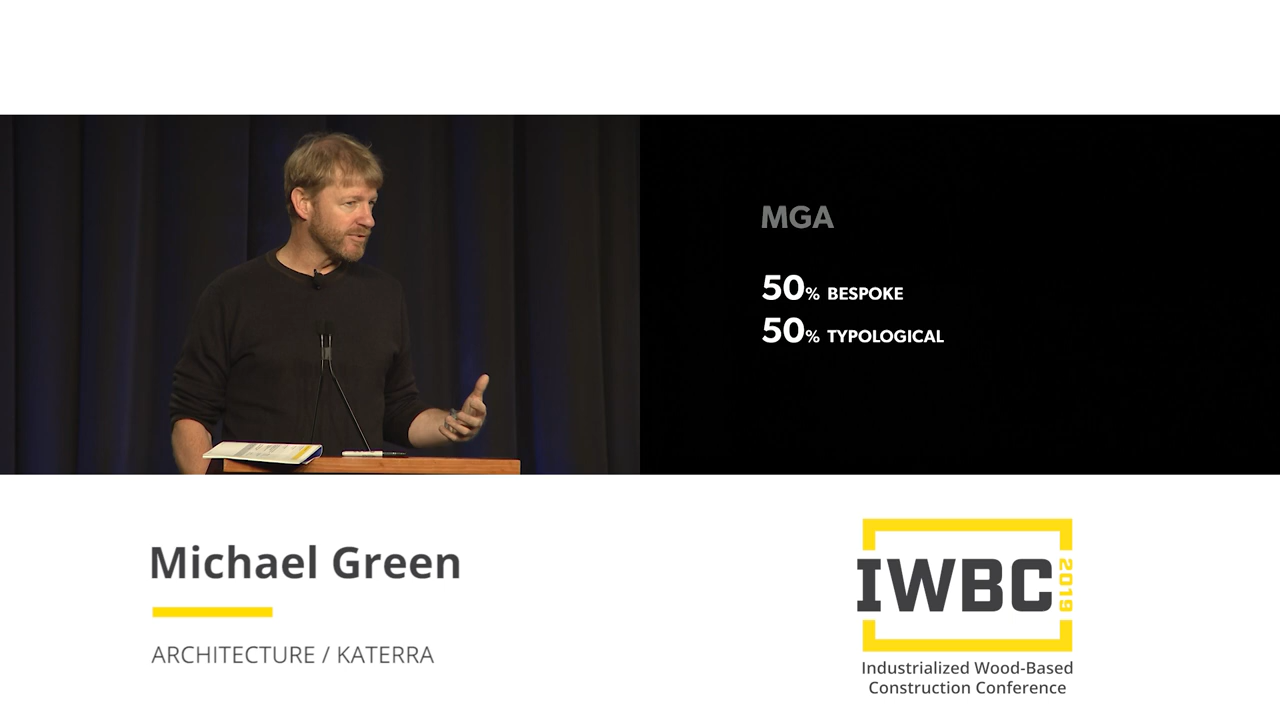 MGA
50% BESPOKE
50% TYPOLOGICAL
Michael Green
ARCHITECTURE / KATERRA
IWBC 2019
Industrialized Wood-Based
Construction Conference